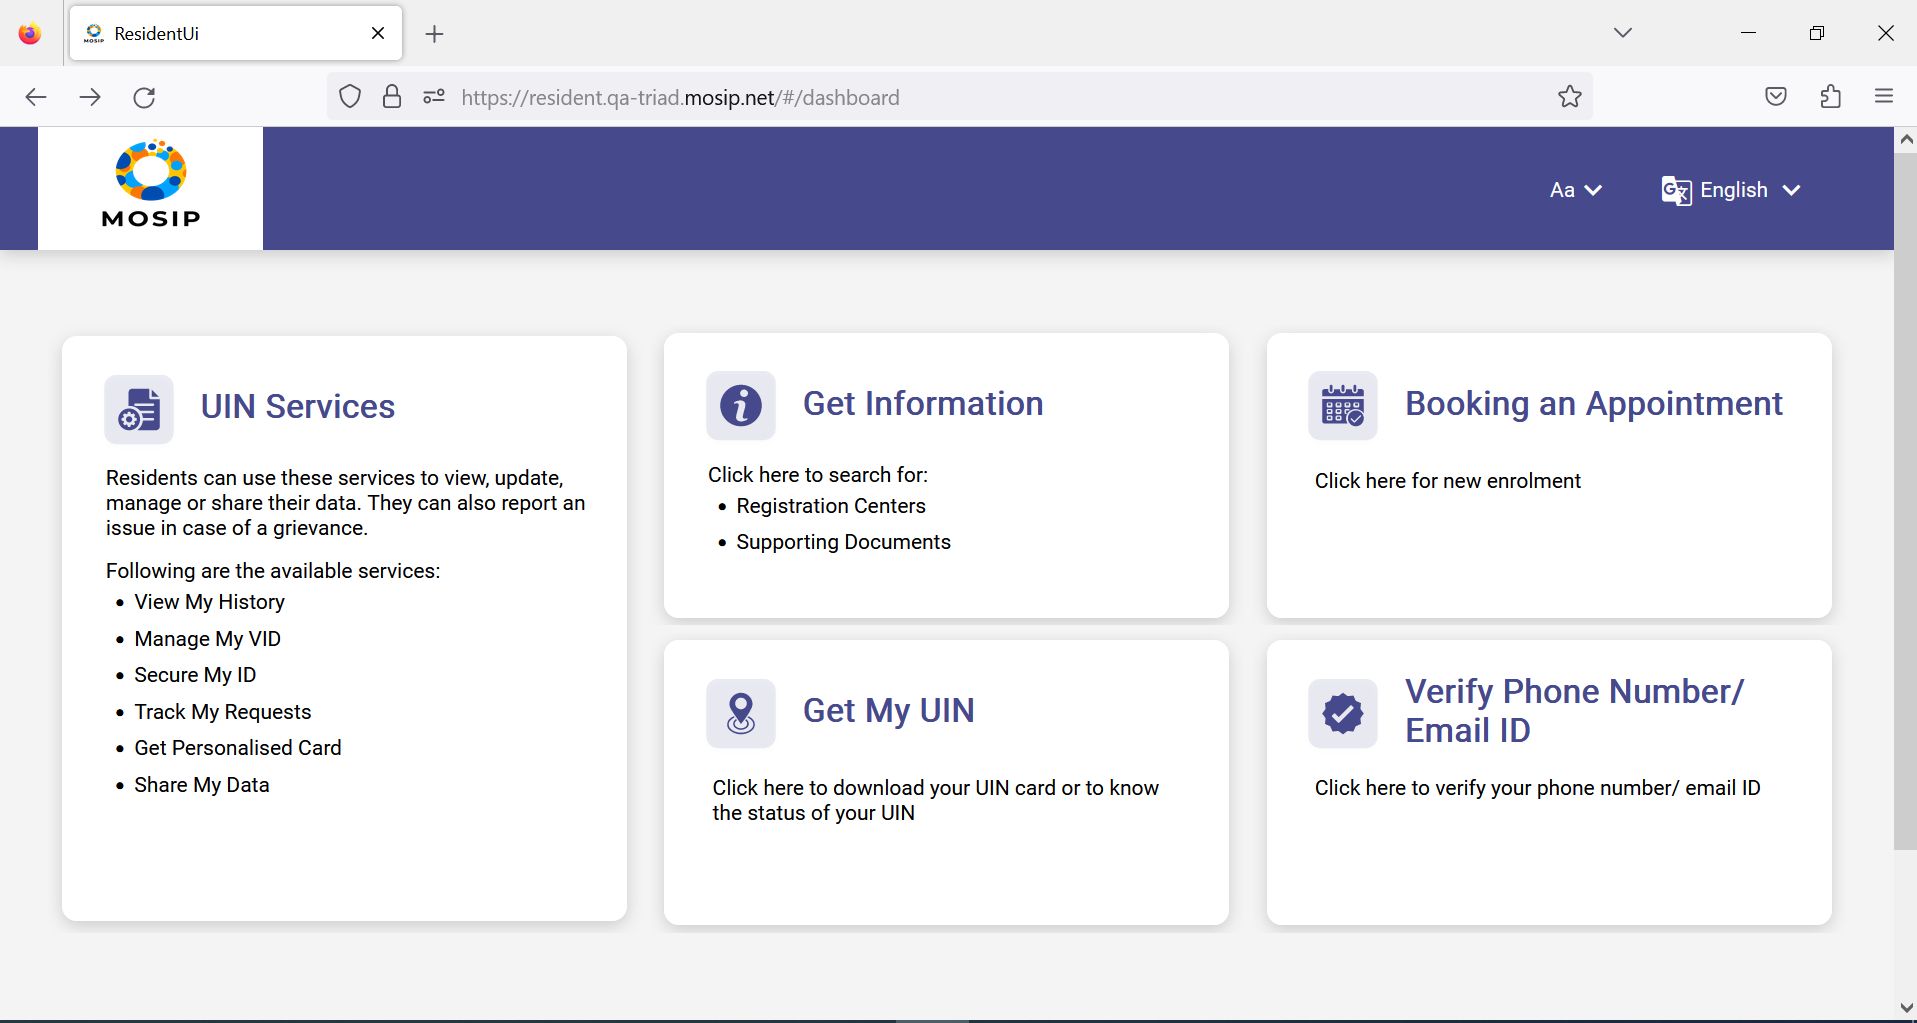 ResidentUi
https://resident.qa-triad.mosip.net/#/dashboard
MOSIP
Aa
English
UIN Services
Residents can use these services to view, update,
manage or share their data. They can also report an
issue in case of a grievance.
Following are the available services:
• View My History
• Manage My VID
• Secure My ID
• Track My Requests
• Get Personalised Card
• Share My Data
Get Information
Click here to search for:
• Registration Centers
• Supporting Documents
Booking an Appointment
Click here for new enrolment
Get My UIN
Click here to download your UIN card or to know
the status of your UIN
Verify Phone Number/
Email ID
Click here to verify your phone number/ email ID